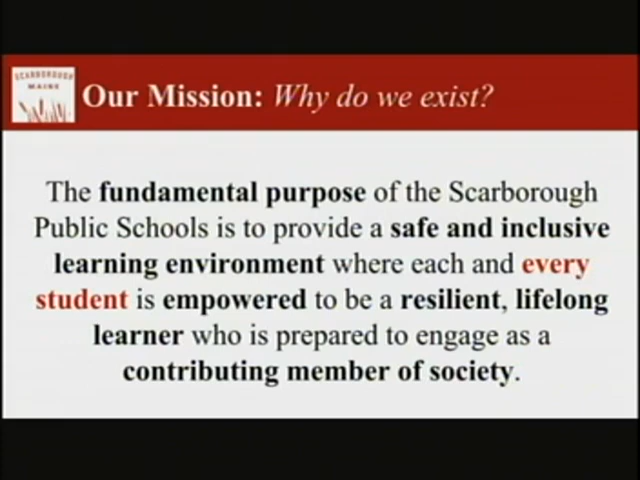 SCARBOROUGH
MAINE
Our Mission: Why do we exist?
The fundamental purpose of the Scarborough
Public Schools is to provide a safe and inclusive
learning environment where each and every
student is empowered to be a resilient, lifelong
learner who is prepared to engage as a
contributing member of society.